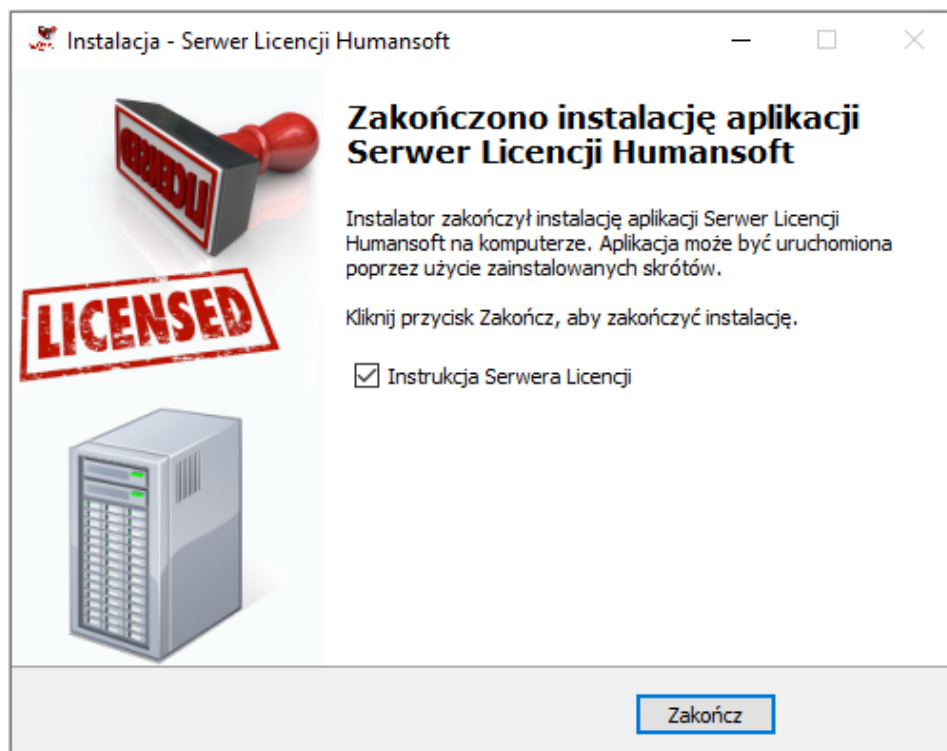 Instalacja - Serwer Licencji Humansoft
Zakończono instalację aplikacji
Serwer Licencji Humansoft
Instalator zakończył instalację aplikacji Serwer Licencji
Humansoft na komputerze. Aplikacja może być uruchomiona
poprzez użycie zainstalowanych skrótów.
Kliknij przycisk Zakończ, aby zakończyć instalację.
Instrukcja Serwera Licencji
LICENSED
LICENSED
Zakończ